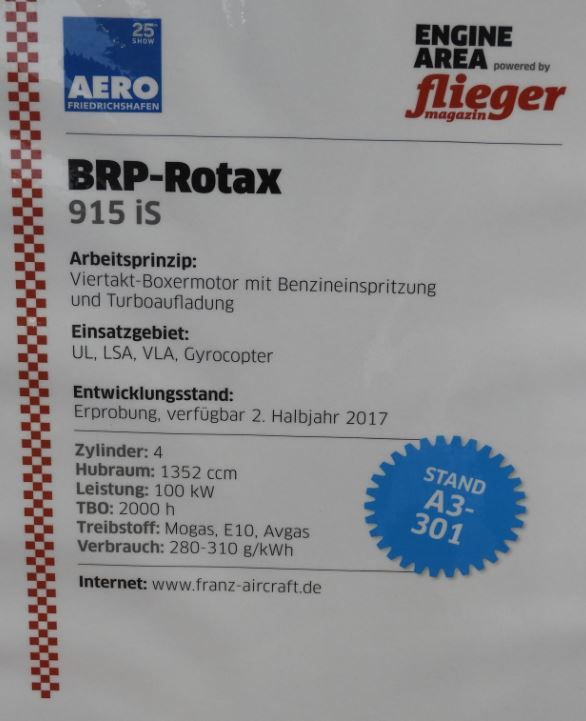 25th
SHOW
AERO
FRIEDRICHSHAFEN
ENGINE
AREA powered by
flieger
magazin
BRP-Rotax
915 iS
Arbeitsprinzip:
Viertakt-Boxermotor mit Benzineinspritzung
und Turboaufladung
Einsatzgebiet:
UL, LSA, VLA, Gyrocopter
Entwicklungsstand:
Erprobung, verfügbar 2. Halbjahr 2017
Zylinder: 4
Hubraum: 1352 ccm
Leistung: 100 kW
TBO: 2000 h
Treibstoff: Mogas, E10, Avgas
Verbrauch: 280-310 g/kWh
STAND
A3-
301
Internet: www.franz-aircraft.de